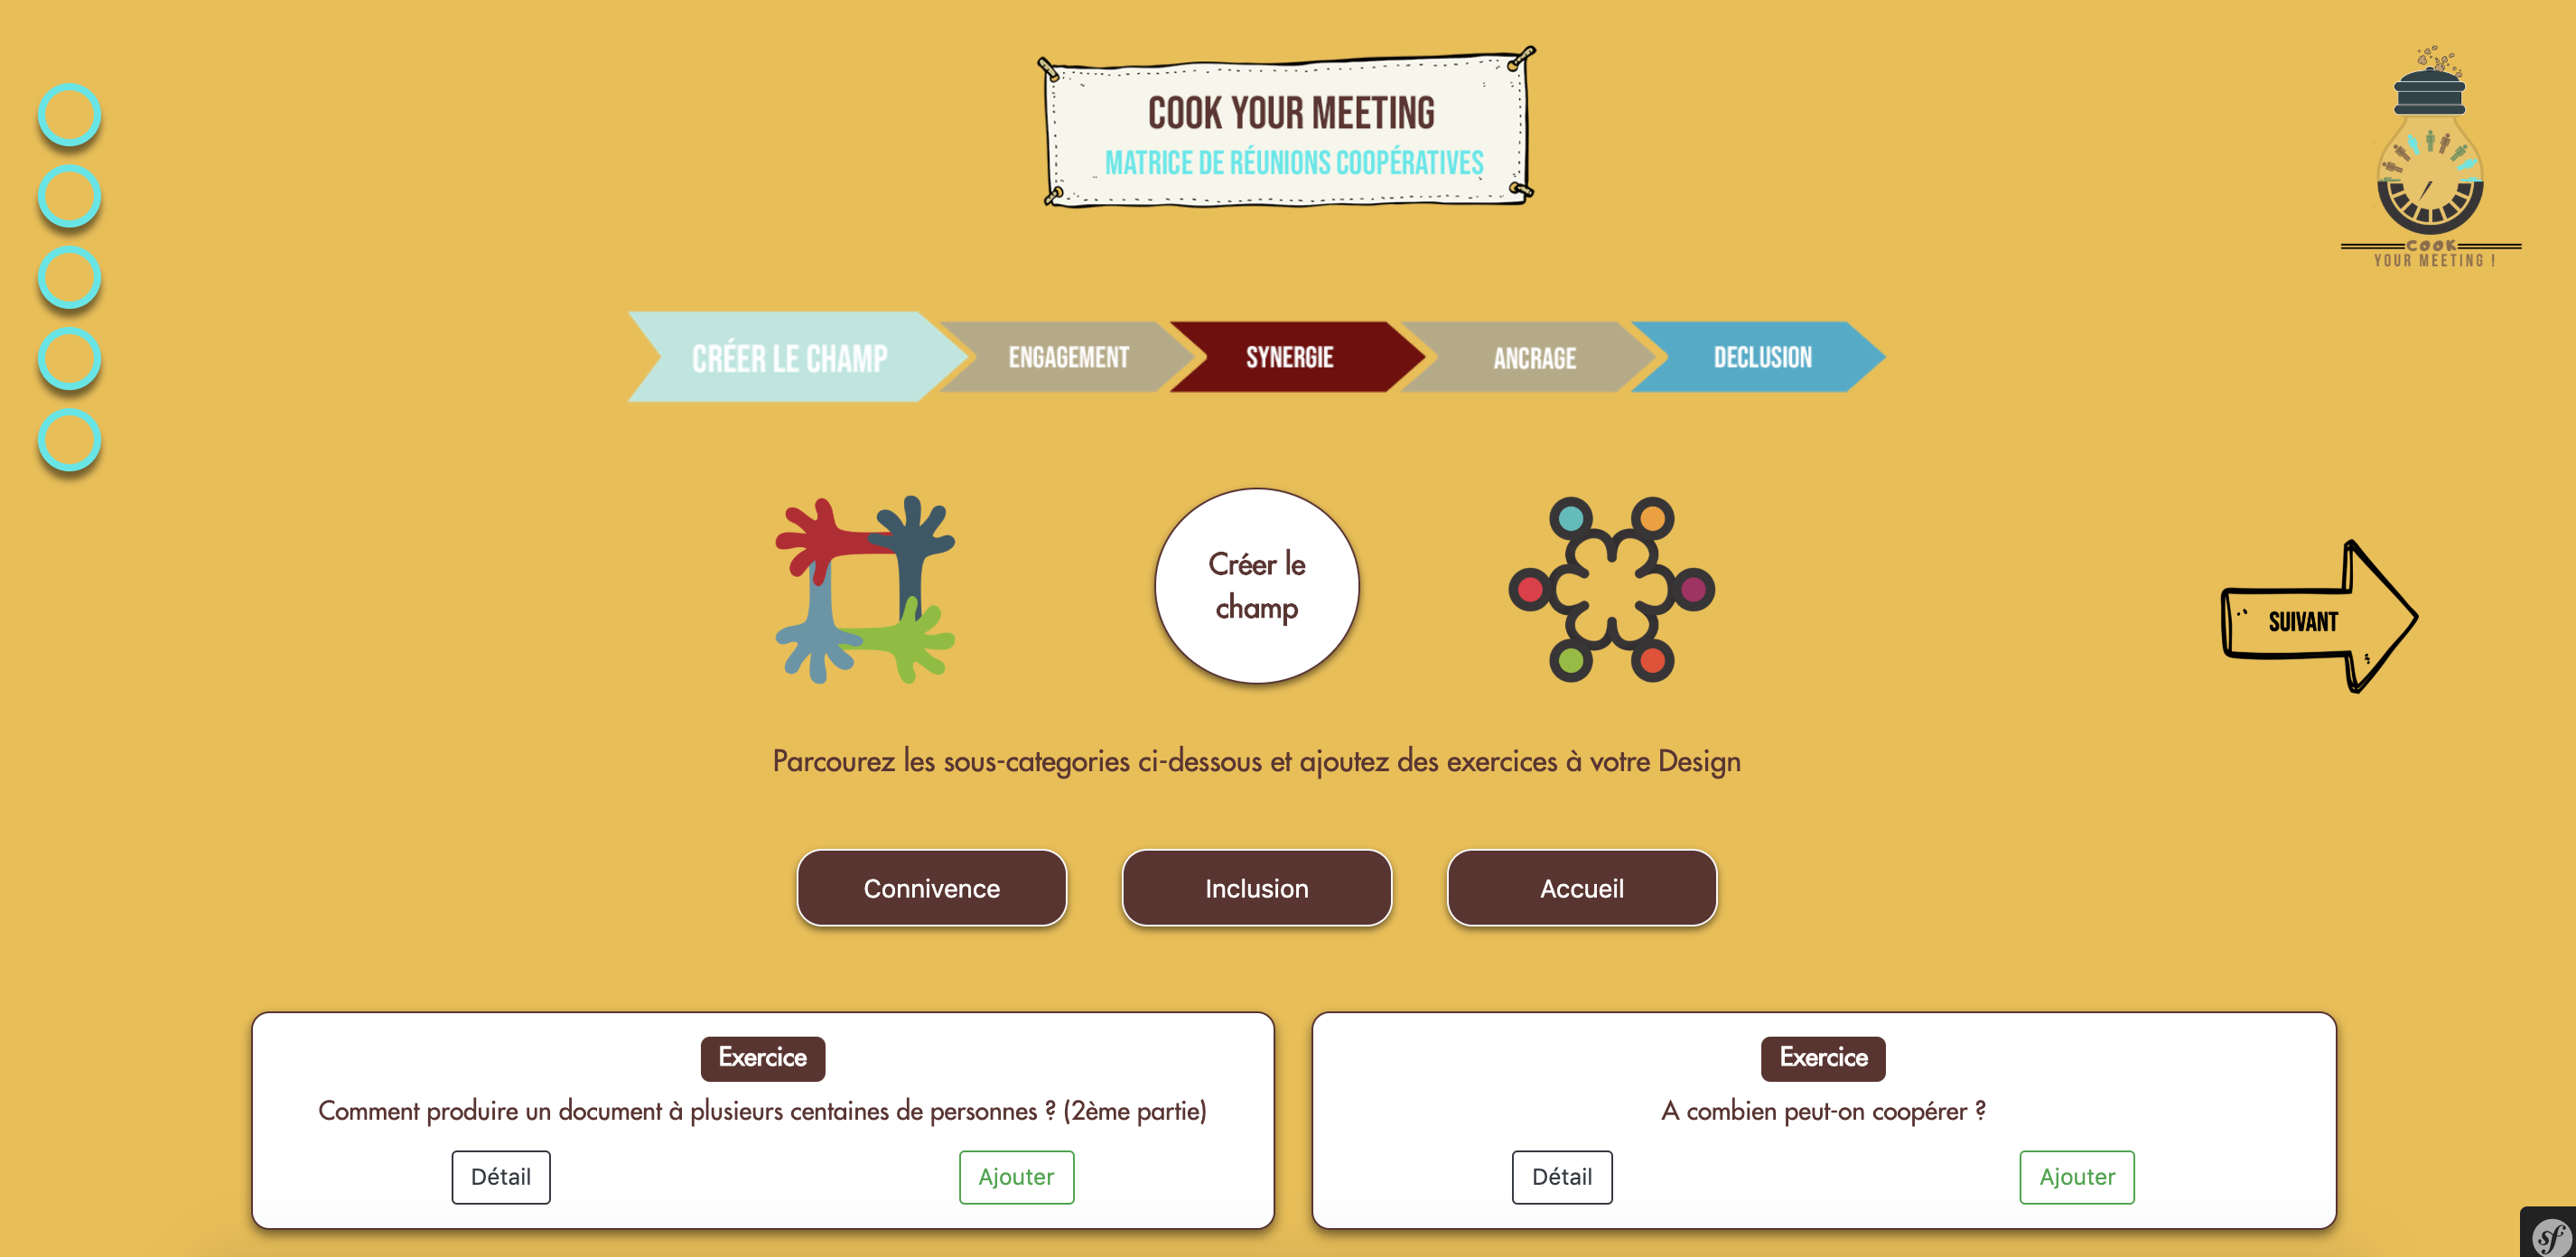 COOK YOUR MEETING
MATRICE DE RÉUNIONS COOPÉRATIVES
COOK
YOUR MEETING !
CRÉER LE CHAMP
ENGAGEMENT
SYNERGIE
ANCRAGE
DECLUSION
Créer le
champ
SUIVANT
Parcourez les sous-categories ci-dessous et ajoutez des exercices à votre Design
Connivence
Inclusion
Accueil
Exercice
Comment produire un document à plusieurs centaines de personnes ? (2ème partie)
Détail
Ajouter
Exercice
A combien peut-on coopérer ?
Détail
Ajouter
sf